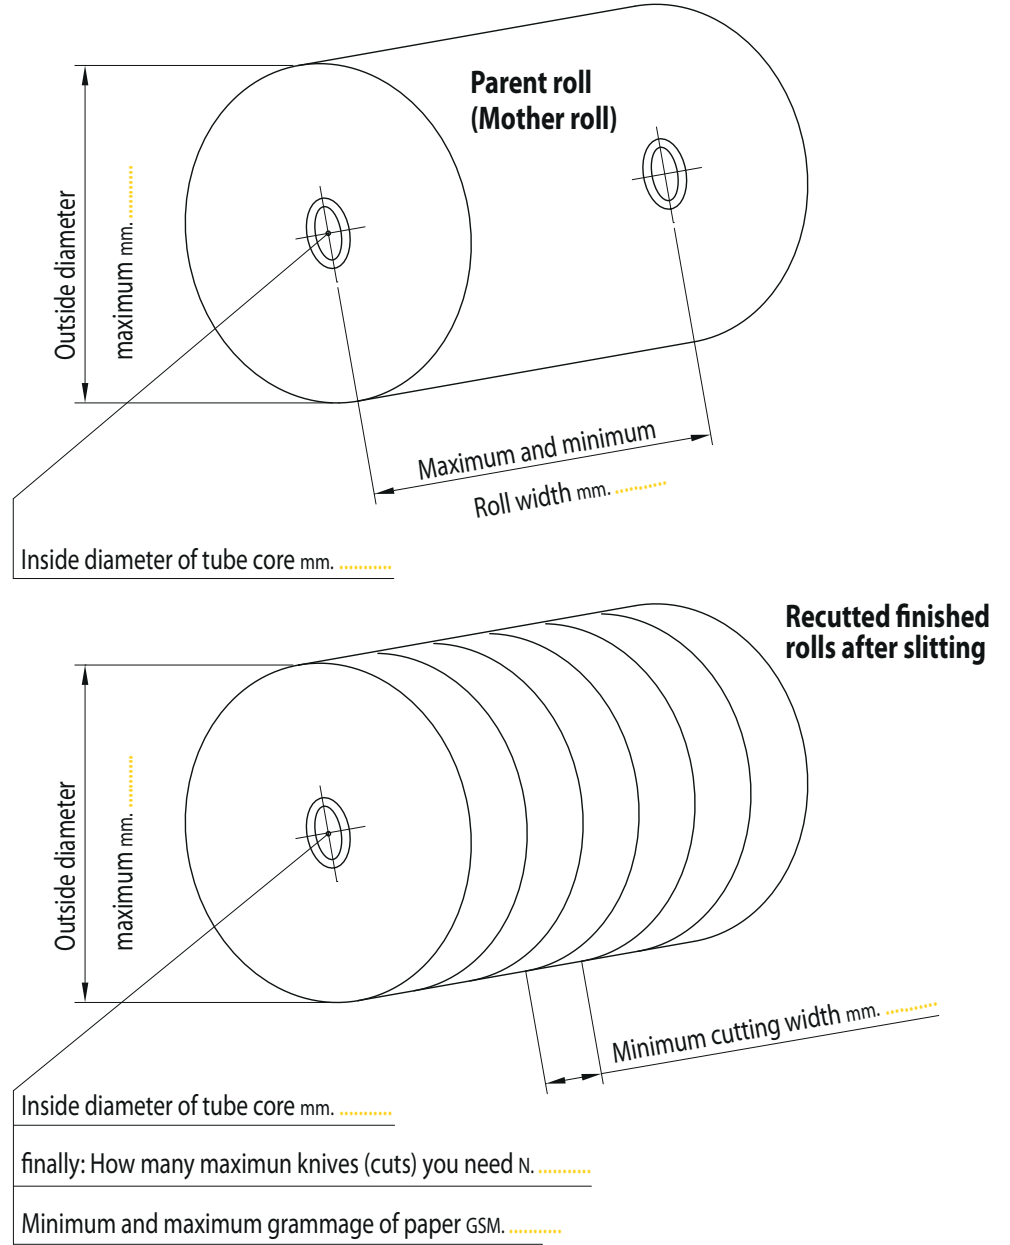 Parent roll
(Mother roll)
Outside diameter
maximum mm. ...........
Maximum and minimum
Roll width mm. ...........
Inside diameter of tube core mm. ...........
Recutted finished
rolls after slitting
Outside diameter
maximum mm. ...........
Minimum cutting width mm. ...........
Inside diameter of tube core mm. ...........
finally: How many maximun knives (cuts) you need N. ...........
Minimum and maximum grammage of paper GSM. ...........